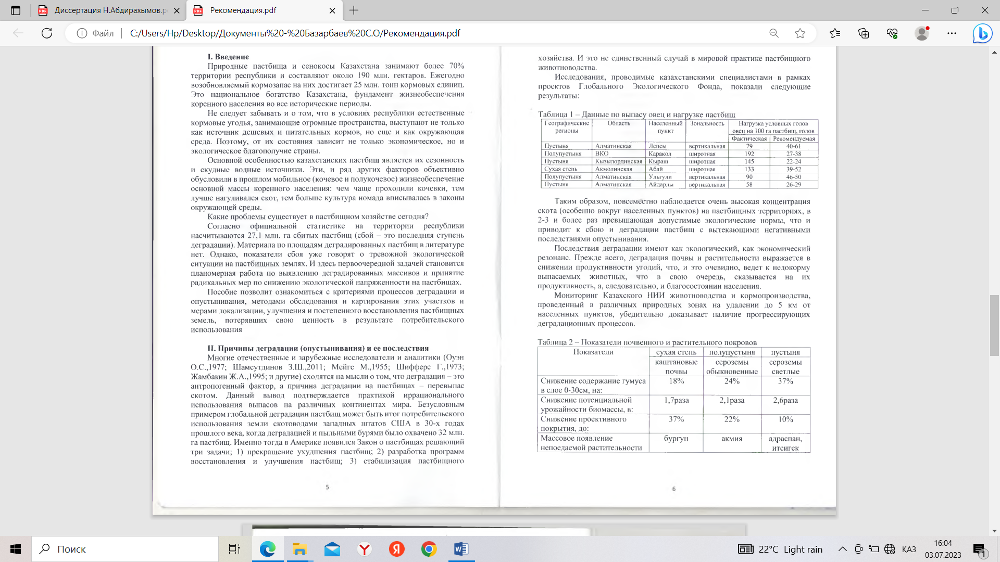 Диссертация Н.Абдирахымов.p
Рекомендация.pdf
Файл
C:/Users/Hp/Desktop/Документы%20-%20Базарбаев%20С.О/Рекомендация.pdf
I. Введение
Природные пастбища и сенокосы Казахстана занимают более 70%
территории республики и составляют около 190 млн. гектаров. Ежегодно
возобновляемый кормозапас на них достигает 25 млн. тонн кормовых единиц.
Это национальное богатство Казахстана, фундамент жизнеобеспечения
коренного населения во все исторические периоды.
Не следует забывать и о том, что в условиях республики естественные
кормовые угодья, занимающие огромные пространства, выступают не только
как источник дешевых и питательных кормов, но еще и как окружающая
среда. Поэтому, от их состояния зависит не только экономическое, но и
экологическое благополучие страны.
Основной особенностью казахстанских пастбищ является их сезонность
и скудные водные источники. Эти, и ряд других факторов объективно
обусловили в прошлом мобильное (кочевое и полукочевое) жизнеобеспечение
основной массы коренного населения: чем чаще проходили кочевки, тем
лучше нагуливался скот, тем больше культура номада вписывалась в законы
окружающей среды.
Какие проблемы существует в пастбищном хозяйстве сегодня?
Согласно официальной статистике на территории республики
насчитываются 27,1 млн. га сбитых пастбищ (сбой – это последняя ступень
деградации). Материала по площадям деградированных пастбищ в литературе
нет. Однако, показатели сбоя уже говорят о тревожной экологической
ситуации на пастбищных землях. И здесь первоочередной задачей становится
планомерная работа по выявлению деградированных массивов и принятие
радикальных мер по снижению экологической напряженности на пастбищах.
Пособие позволит ознакомиться с критериями процессов деградации и
опустынивания, методами обследования и картирования этих участков и
мерами локализации, улучшения и постепенного восстановления пастбищных
земель, потерявших свою ценность в результате потребительского
использования
II. Причины деградации (опустынивания) и ее последствия
Многие отечественные и зарубежные исследователи и аналитики (Оуэн
О.С.,1977; Шамсутдинов З.Ш.,2011; Мейгс М.,1955; Шифферс Г.,1973;
Жамбакин Ж.А.,1995; и другие) сходятся на мысли о том, что деградация – это
антропогенный фактор, а причина деградации на пастбищах – перевыпас
скотом. Данный вывод подтверждается практикой иррационального
использования выпасов на различных континентах мира. Безусловным
примером глобальной деградации пастбищ может быть итог потребительского
использования земли скотоводами западных штатов США в 30-х годах
прошлого века, когда деградацией и пыльными бурями было охвачено 32 млн.
га пастбищ. Именно тогда в Америке появился Закон о пастбищах решающий
три задачи; 1) прекращение ухудшения пастбищ; 2) разработка программ
восстановления и улучшения пастбищ; 3) стабилизация пастбищного
5
хозяйства. И это не единственный случай в мировой практике пастбищного
животноводства.
Исследования, проводимые казахстанскими специалистами в рамках
проектов Глобального Экологического Фонда, показали следующие
результаты:
Таблица 1 – Данные по выпасу овец и нагрузке пастбищ
Географические регионы Область Населенный пункт Зональность Нагрузка условных голов овец на 100 га пастбищ, голов
Фактическая Рекомендуемая
Пустыня Алматинская Лепсы вертикальная 79 40-61
Полупустыня ВКО Каракол широтная 192 27-38
Пустыня Кызылординская Кыраш широтная 145 22-24
Сухая степь Акмолинская Абай широтная 133 39-52
Полупустыня Алматинская Ульгули вертикальная 90 46-50
Пустыня Алматинская Айдарлы вертикальная 58 26-29
Таким образом, повсеместно наблюдается очень высокая концентрация
скота (особенно вокруг населенных пунктов) на пастбищных территориях, в
2-3 и более раз превышающая допустимые экологические нормы, что и
приводит к сбою и деградации пастбищ с вытекающими негативными
последствиями опустынивания.
Последствия деградации имеют как экологический, как экономический
резонанс. Прежде всего, деградация почвы и растительности выражается в
снижении продуктивности угодий, что, и это очевидно, ведет к недокорму
выпасаемых животных, что в свою очередь, сказывается на их
продуктивность, а, следовательно, и благосостоянии населения.
Мониторинг Казахского НИИ животноводства и кормопроизводства,
проведенный в различных природных зонах на удалении до 5 км от
населенных пунктов, убедительно доказывает наличие прогрессирующих
деградационных процессов.
Таблица 2 – Показатели почвенного и растительного покровов
Показатели сухая степь полупустыня пустыня
каштановые почвы сероземы обыкновенные сероземы светлые
Снижение содержание гумуса в слое 0-30см, на: 18% 24% 37%
Снижение потенциальной урожайности биомассы, в: 1,7раза 2,1раза 2,6раза
Снижение проективного покрытия, до: 37% 22% 10%
Массовое появление непоедаемой растительности бургун акмия адраспан, итсигек
6
Поиск
22°C Light rain
ҚАЗ
16:04
03.07.2023
1